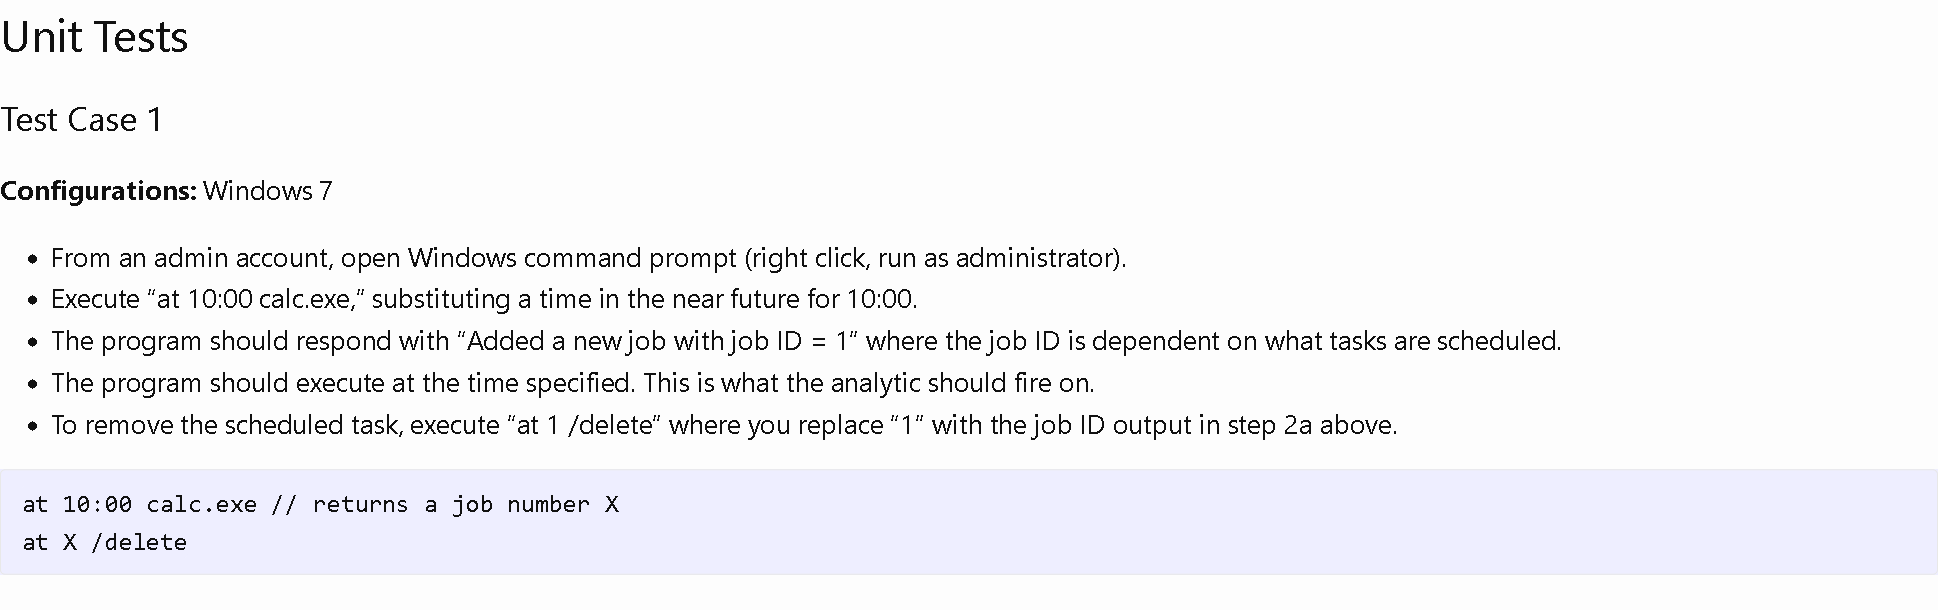 Unit Tests
Test Case 1
Configurations: Windows 7
• From an admin account, open Windows command prompt (right click, run as administrator).
• Execute “at 10:00 calc.exe,“ substituting a time in the near future for 10:00.
• The program should respond with “Added a new job with job ID = 1“ where the job ID is dependent on what tasks are scheduled.
• The program should execute at the time specified. This is what the analytic should fire on.
• To remove the scheduled task, execute “at 1 /delete“ where you replace “1“ with the job ID output in step 2a above.
at 10:00 calc.exe // returns a job number X
at X /delete